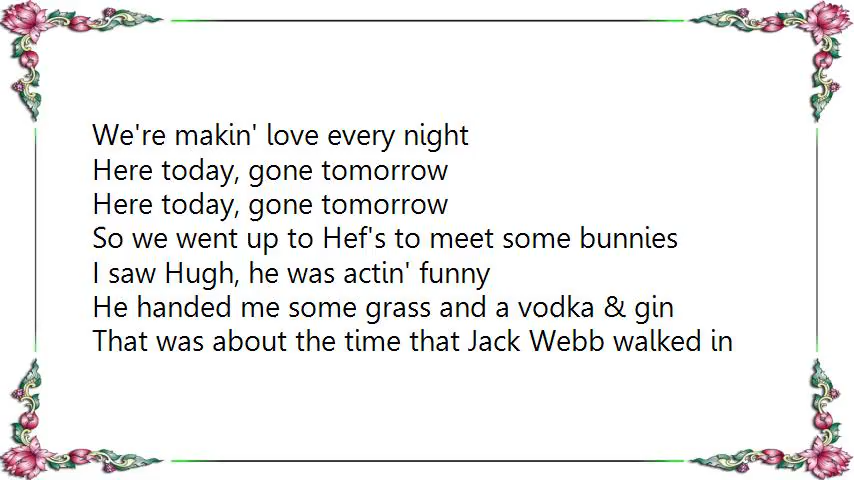 We're makin' love every night
Here today, gone tomorrow
Here today, gone tomorrow
So we went up to Hef's to meet some bunnies
I saw Hugh, he was actin' funny
He handed me some grass and a vodka & gin
That was about the time that Jack Webb walked in